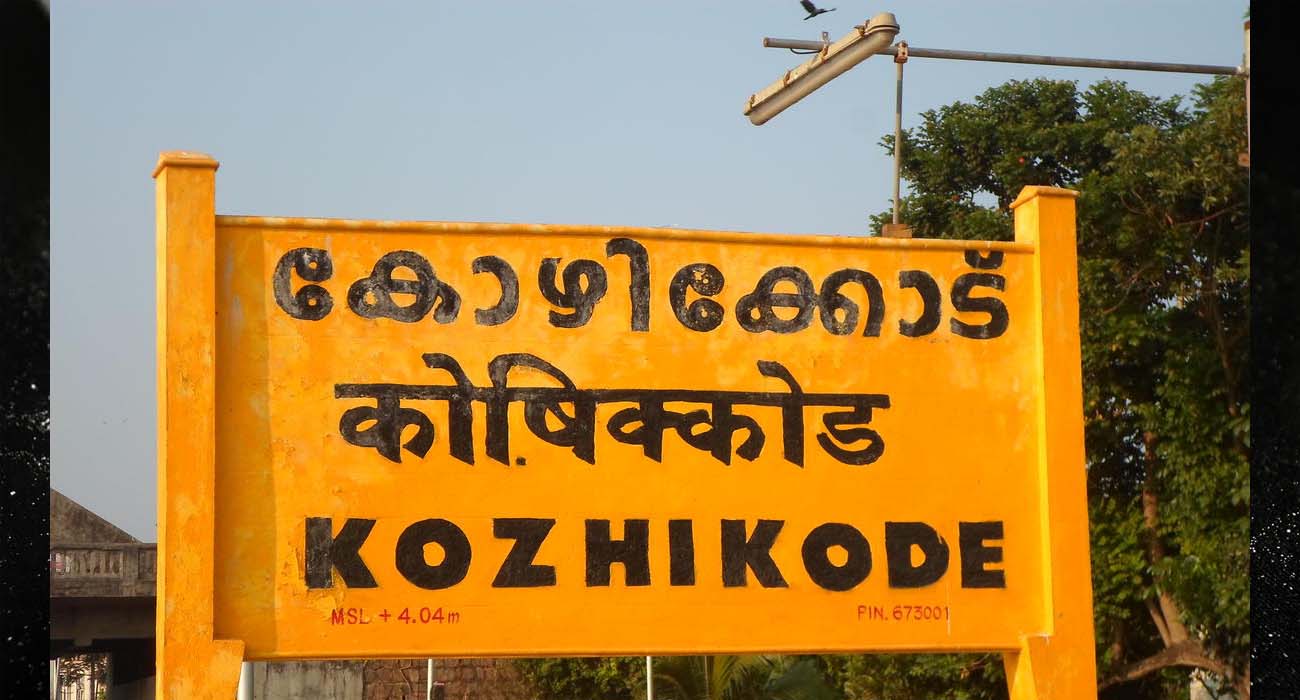 കോഴിക്കോട്
कोष़िक्कोड
KOZHIKODE
MSL + 4.04m PIN. 673001